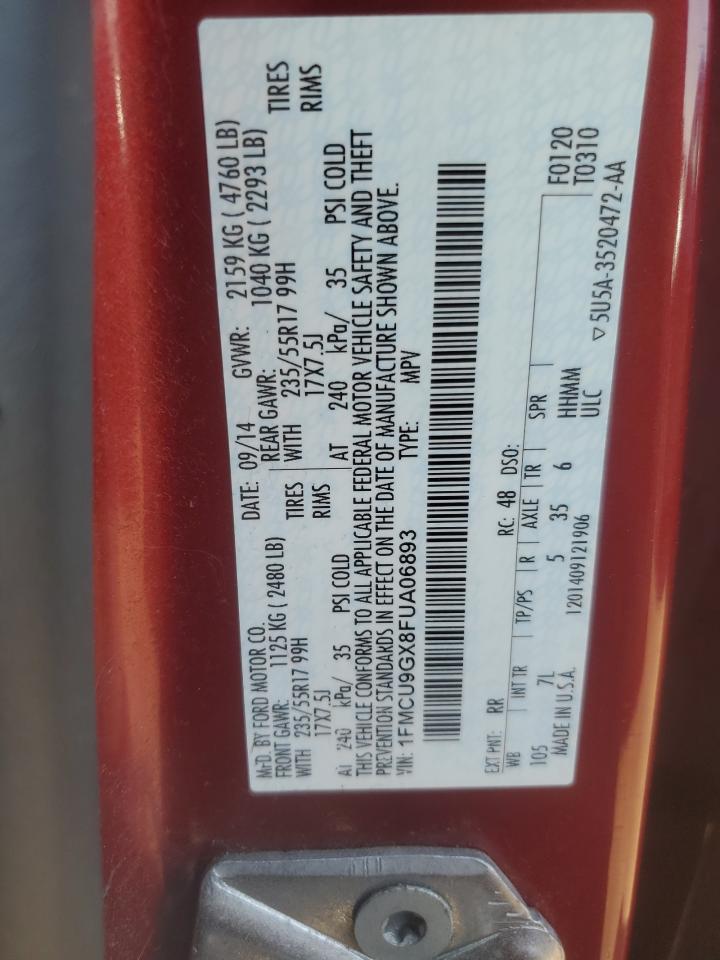 MFD. BY FORD MOTOR CO. DATE: 09/14 GVWR: 2159 KG ( 4760 LB)
FRONT GAWR: 1125 KG ( 2480 LB) REAR GAWR: 1040 KG ( 2293 LB)
WITH 235/55R17 99H TIRES WITH 235/55R17 99H TIRES
17X7.5J RIMS 17X7.5J RIMS
AT 240 kPa/ 35 PSI COLD AT 240 kPa/ 35 PSI COLD
THIS VEHICLE CONFORMS TO ALL APPLICABLE FEDERAL MOTOR VEHICLE SAFETY AND THEFT
PREVENTION STANDARDS IN EFFECT ON THE DATE OF MANUFACTURE SHOWN ABOVE.
VIN: 1FMCU9GX8FUA06893 TYPE: MPV
F0120
EXT PNT: RR RC: 48 DSO: T0310
WB INT TR TP/PS R AXLE TR SPR
105 7L 5 35 6 HHMM
MADE IN U.S.A. 1201409121906 ULC ▽5U5A-3520472-AA